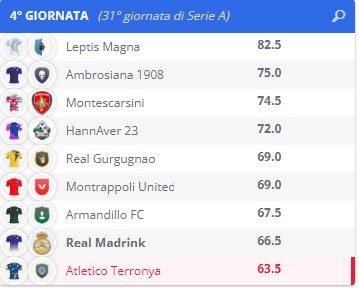 4° GIORNATA (31° giornata di Serie A)
Leptis Magna 82.5
Ambrosiana 1908 75.0
Montescarsini 74.5
HannAver 23 72.0
Real Gurgugnao 69.0
Montrappoli United 69.0
Armandillo FC 67.5
Real Madrink 66.5
Atletico Terronya 63.5